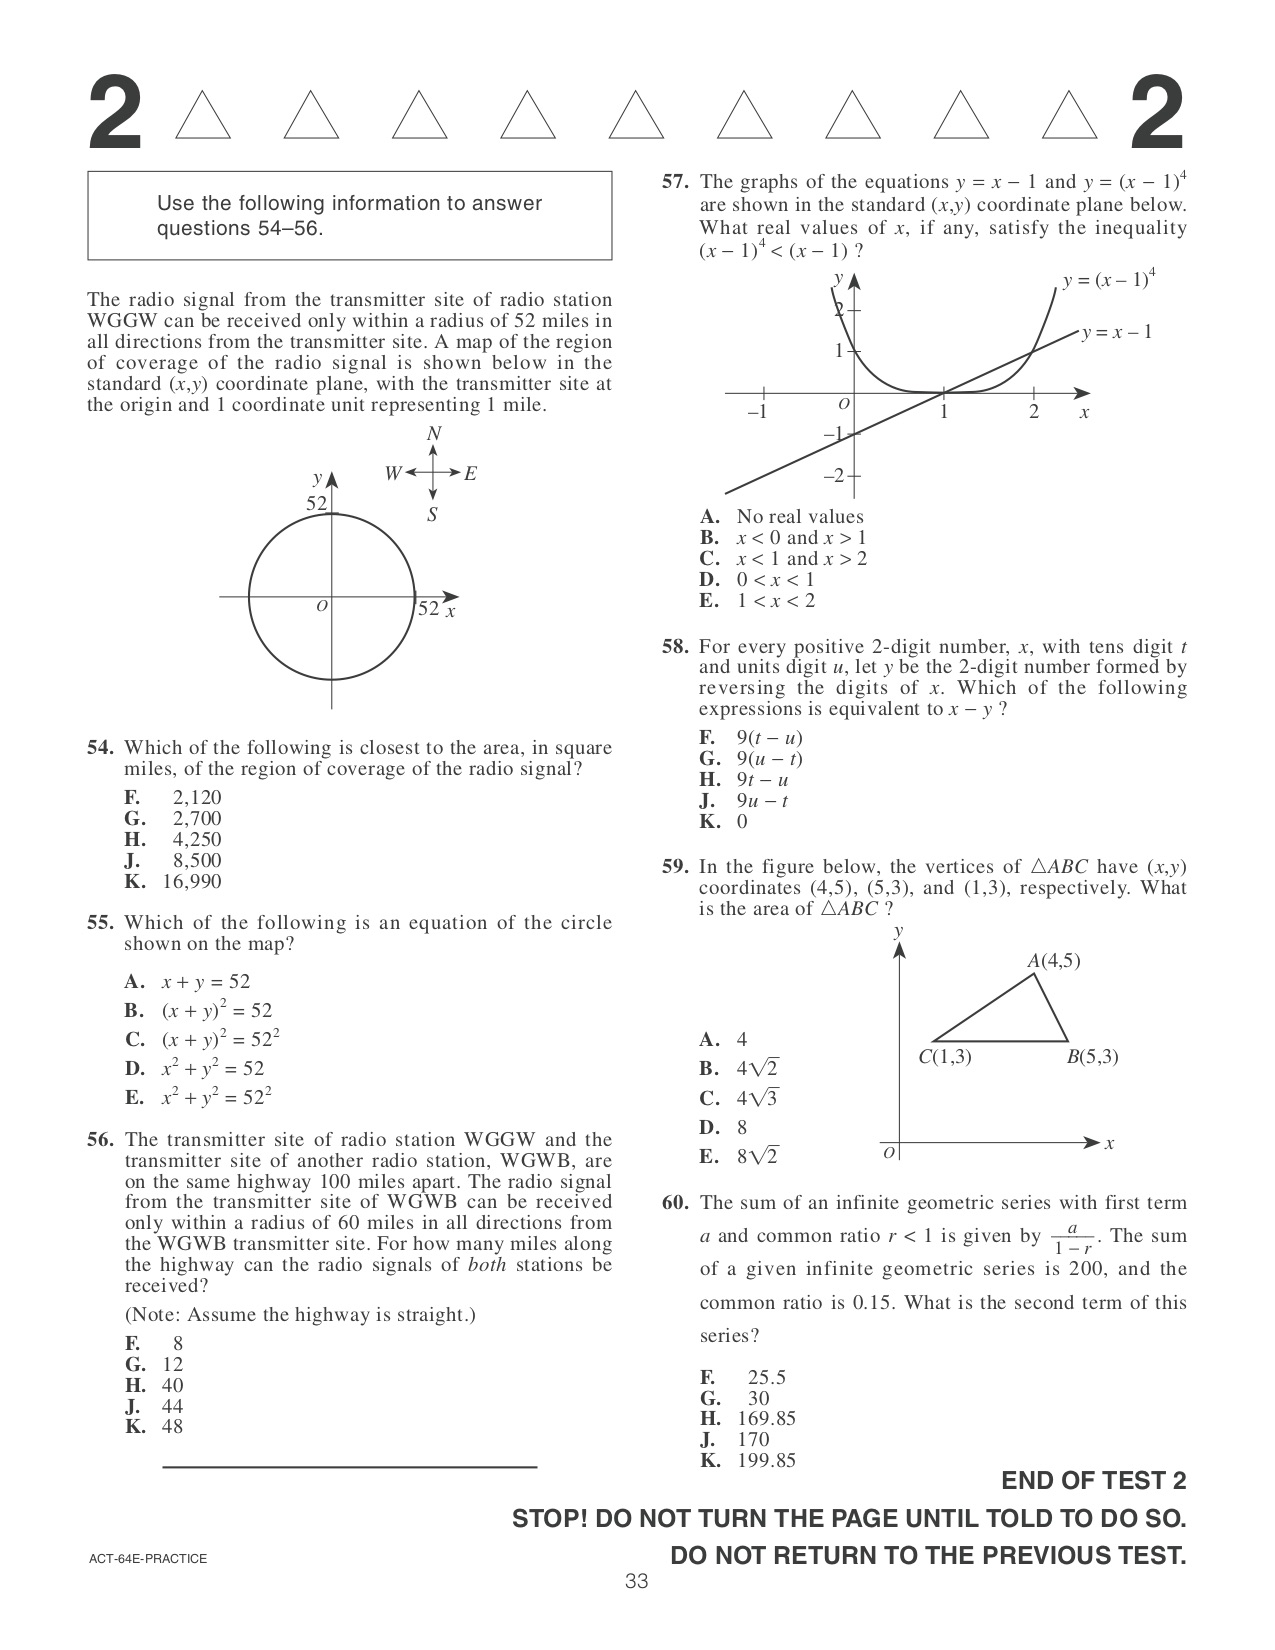 2 2
Use the following information to answer
questions 54–56.
The radio signal from the transmitter site of radio station
WGGW can be received only within a radius of 52 miles in
all directions from the transmitter site. A map of the region
of coverage of the radio signal is shown below in the
standard (x,y) coordinate plane, with the transmitter site at
the origin and 1 coordinate unit representing 1 mile.
N
W E
S
y
52
O
52 x
54. Which of the following is closest to the area, in square
miles, of the region of coverage of the radio signal?
F. 2,120
G. 2,700
H. 4,250
J. 8,500
K. 16,990
55. Which of the following is an equation of the circle
shown on the map?
A. x + y = 52
B. (x + y)² = 52
C. (x + y)² = 52²
D. x² + y² = 52
E. x² + y² = 52²
56. The transmitter site of radio station WGGW and the
transmitter site of another radio station, WGWB, are
on the same highway 100 miles apart. The radio signal
from the transmitter site of WGWB can be received
only within a radius of 60 miles in all directions from
the WGWB transmitter site. For how many miles along
the highway can the radio signals of both stations be
received?
(Note: Assume the highway is straight.)
F. 8
G. 12
H. 40
J. 44
K. 48
57. The graphs of the equations y = x – 1 and y = (x – 1)⁴
are shown in the standard (x,y) coordinate plane below.
What real values of x, if any, satisfy the inequality
(x – 1)⁴ < (x – 1) ?
y
y = (x – 1)⁴
2
y = x – 1
1
O
–1 1 2 x
–1
–2
A. No real values
B. x < 0 and x > 1
C. x < 1 and x > 2
D. 0 < x < 1
E. 1 < x < 2
58. For every positive 2-digit number, x, with tens digit t
and units digit u, let y be the 2-digit number formed by
reversing the digits of x. Which of the following
expressions is equivalent to x – y ?
F. 9(t – u)
G. 9(u – t)
H. 9t – u
J. 9u – t
K. 0
59. In the figure below, the vertices of △ABC have (x,y)
coordinates (4,5), (5,3), and (1,3), respectively. What
is the area of △ABC ?
y
A(4,5)
C(1,3) B(5,3)
O x
A. 4
B. 4√2
C. 4√3
D. 8
E. 8√2
60. The sum of an infinite geometric series with first term
a and common ratio r < 1 is given by a/(1 – r). The sum
of a given infinite geometric series is 200, and the
common ratio is 0.15. What is the second term of this
series?
F. 25.5
G. 30
H. 169.85
J. 170
K. 199.85
END OF TEST 2
STOP! DO NOT TURN THE PAGE UNTIL TOLD TO DO SO.
DO NOT RETURN TO THE PREVIOUS TEST.
ACT-64E-PRACTICE
33